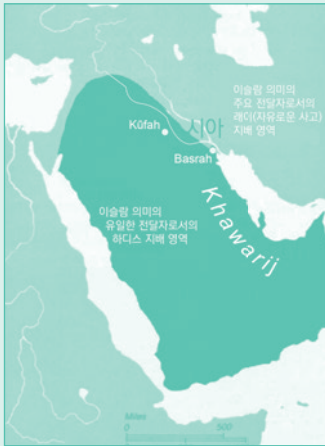 이슬람 의미의
주요 전달자로서의
래이(자유로운 사고)
지배 영역
Kūfah
시아
Basrah
Khawarij
이슬람 의미의
유일한 전달자로서의
하디스 지배 영역
Miles
0 500